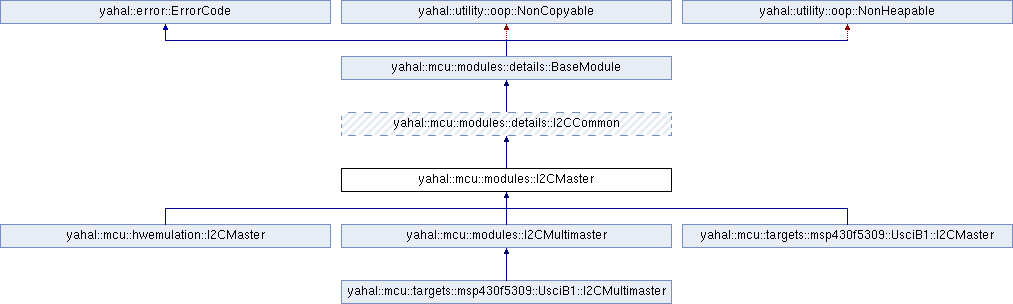 yahal::error::ErrorCode
yahal::utility::oop::NonCopyable
yahal::utility::oop::NonHeapable
yahal::mcu::modules::details::BaseModule
yahal::mcu::modules::details::I2CCommon
yahal::mcu::modules::I2CMaster
yahal::mcu::hwemulation::I2CMaster
yahal::mcu::modules::I2CMultimaster
yahal::mcu::targets::msp430f5309::UsciB1::I2CMaster
yahal::mcu::targets::msp430f5309::UsciB1::I2CMultimaster